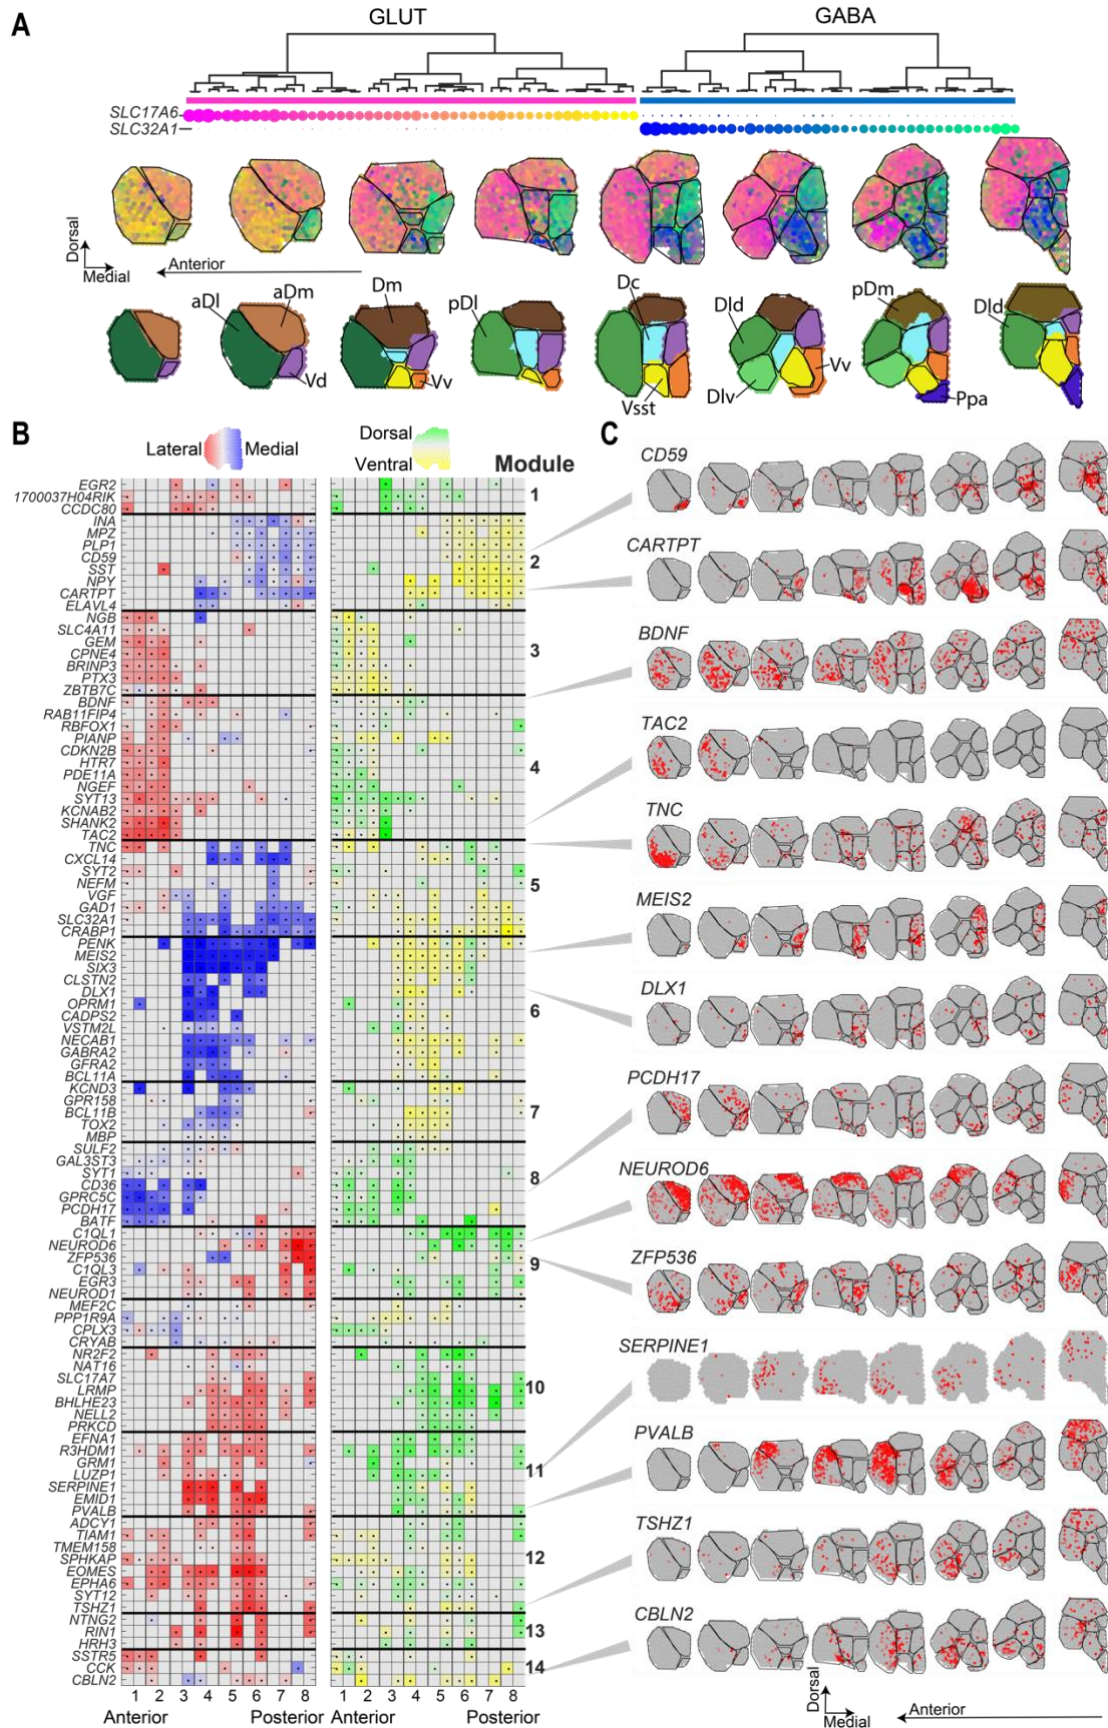 A
GLUT
GABA
SLC17A6
SLC32A1
Dorsal
Medial
Anterior
aDl
aDm
Dm
pDl
Dc
Dld
pDm
Dld
Vd
Vv
Vsst
Dlv
Vv
Ppa
B
Lateral
Medial
Dorsal
Ventral
Module
EGR2
1700037H04RIK
CCDC80
1
INA
MPZ
PLP1
CD59
SST
NPY
CARTPT
ELAVL4
2
NGB
SLC4A11
GEM
CPNE4
BRINP3
PTX3
ZBTB7C
3
BDNF
RAB11FIP4
RBFOX1
PIANP
CDKN2B
HTR7
PDE11A
NGEF
SYT13
KCNAB2
SHANK2
TAC2
4
TNC
CXCL14
SYT2
NEFM
VGF
GAD1
SLC32A1
CRABP1
5
PENK
MEIS2
SIX3
CLSTN2
DLX1
OPRM1
CADPS2
VSTM2L
NECAB1
GABRA2
GFRA2
BCL11A
6
KCND3
GPR158
BCL11B
TOX2
MBP
7
SULF2
GAL3ST3
SYT1
CD36
GPRC5C
PCDH17
BATF
8
C1QL1
NEUROD6
ZFP536
C1QL3
EGR3
NEUROD1
9
MEF2C
PPP1R9A
CPLX3
CRYAB
NR2F2
NAT16
SLC17A7
LRMP
BHLHE23
NELL2
PRKCD
10
EFNA1
R3HDM1
GRM1
LUZP1
SERPINE1
EMID1
PVALB
11
ADCY1
TIAM1
TMEM158
SPHKAP
EOMES
EPHA6
SYT12
TSHZ1
12
NTNG2
RIN1
HRH3
13
SSTR5
CCK
CBLN2
14
1 2 3 4 5 6 7 8
1 2 3 4 5 6 7 8
Anterior
Posterior
Anterior
Posterior
C
CD59
CARTPT
BDNF
TAC2
TNC
MEIS2
DLX1
PCDH17
NEUROD6
ZFP536
SERPINE1
PVALB
TSHZ1
CBLN2
Dorsal
Medial
Anterior